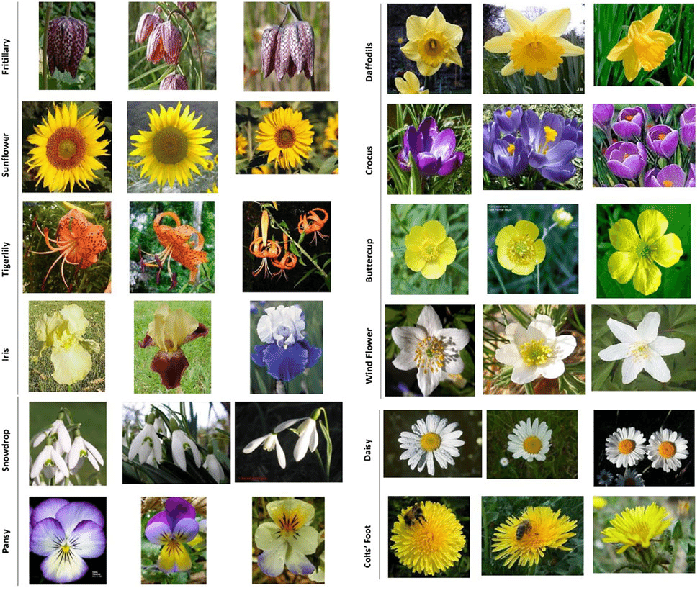 Fritillary
Sunflower
Tigerlily
Iris
Snowdrop
Pansy
Daffodils
Crocus
Buttercup
Wind Flower
Daisy
Colts' Foot